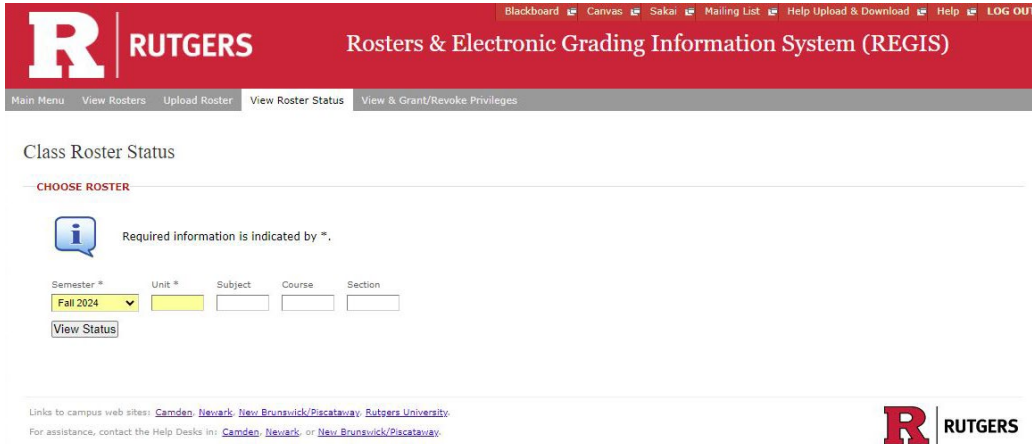 Blackboard Canvas Sakai Mailing List Help Upload & Download Help LOG OUT
R RUTGERS Rosters & Electronic Grading Information System (REGIS)
Main Menu View Rosters Upload Roster View Roster Status View & Grant/Revoke Privileges
Class Roster Status
CHOOSE ROSTER
i Required information is indicated by *.
Semester * Unit * Subject Course Section
Fall 2024
View Status
Links to campus web sites: Camden, Newark, New Brunswick/Piscataway, Rutgers University.
For assistance, contact the Help Desks in: Camden, Newark, or New Brunswick/Piscataway.
R RUTGERS